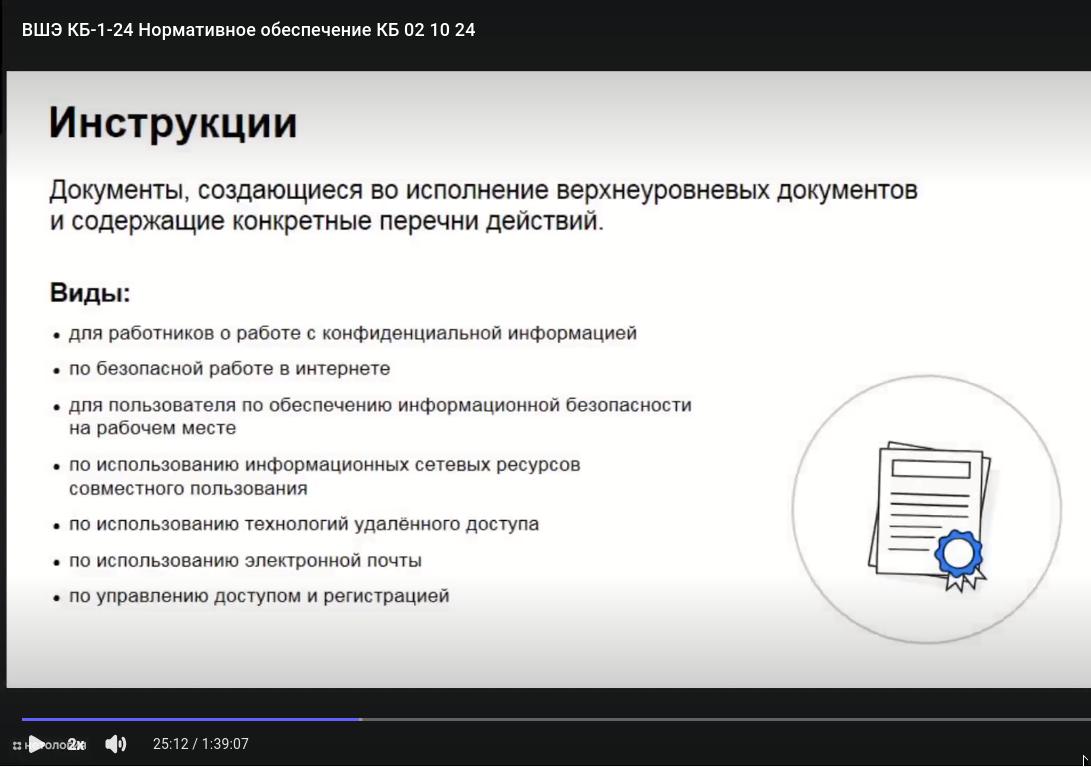 ВШЭ КБ-1-24 Нормативное обеспечение КБ 02 10 24
Инструкции
Документы, создающиеся во исполнение верхнеуровневых документов
и содержащие конкретные перечни действий.
Виды:
• для работников о работе с конфиденциальной информацией
• по безопасной работе в интернете
• для пользователя по обеспечению информационной безопасности
на рабочем месте
• по использованию информационных сетевых ресурсов
совместного пользования
• по использованию технологий удалённого доступа
• по использованию электронной почты
• по управлению доступом и регистрацией
2x
25:12 / 1:39:07